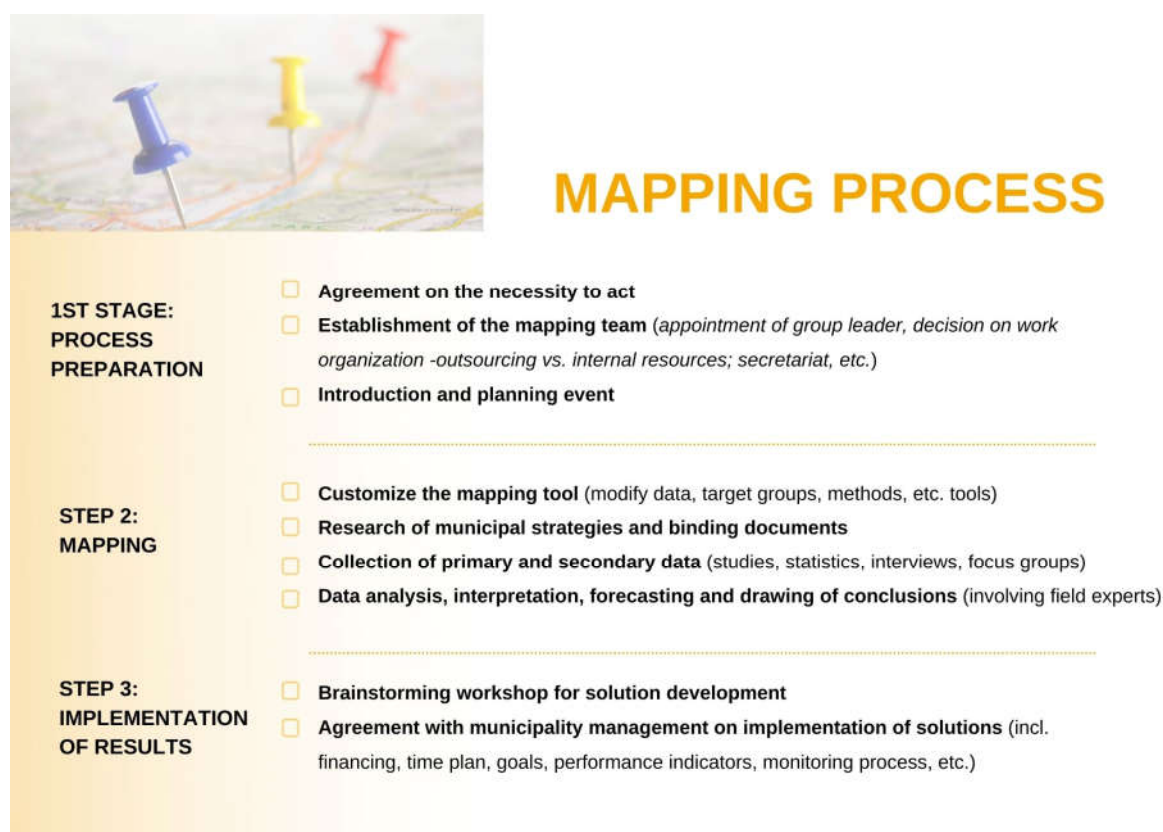 MAPPING PROCESS
1ST STAGE:
PROCESS
PREPARATION
Agreement on the necessity to act
Establishment of the mapping team (appointment of group leader, decision on work
organization -outsourcing vs. internal resources; secretariat, etc.)
Introduction and planning event
STEP 2:
MAPPING
Customize the mapping tool (modify data, target groups, methods, etc. tools)
Research of municipal strategies and binding documents
Collection of primary and secondary data (studies, statistics, interviews, focus groups)
Data analysis, interpretation, forecasting and drawing of conclusions (involving field experts)
STEP 3:
IMPLEMENTATION
OF RESULTS
Brainstorming workshop for solution development
Agreement with municipality management on implementation of solutions (incl.
financing, time plan, goals, performance indicators, monitoring process, etc.)